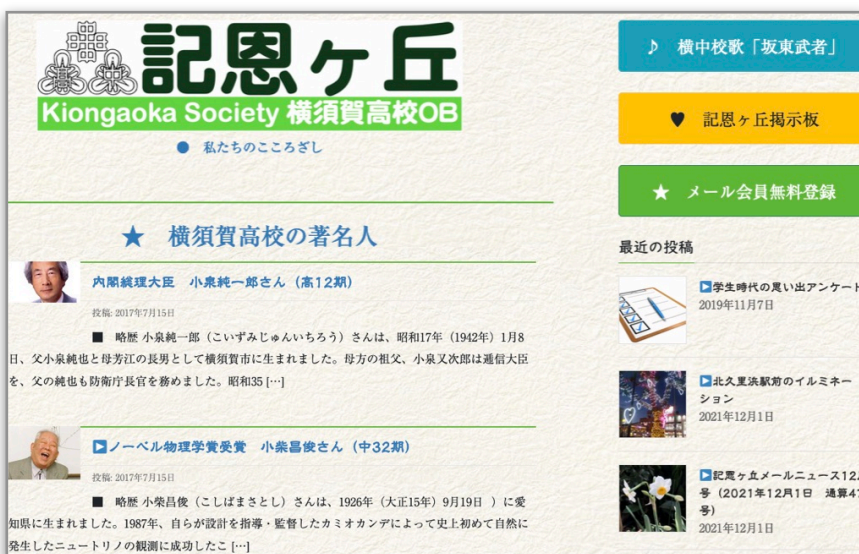 記恩ヶ丘
Kiongaoka Society 横須賀高校OB
● 私たちのこころざし
★ 横須賀高校の著名人
内閣総理大臣 小泉純一郎さん（高12期）
投稿: 2017年7月15日
■ 略歴 小泉純一郎（こいずみじゅんいちろう）さんは、昭和17年（1942年）1月8
日、父小泉純也と母芳江の長男として横須賀市に生まれました。母方の祖父、小泉又次郎は逓信大臣
を、父の純也も防衛庁長官を務めました。昭和35 […]
▶ノーベル物理学賞受賞 小柴昌俊さん（中32期）
投稿: 2017年7月15日
■ 略歴 小柴昌俊（こしばまさとし）さんは、1926年（大正15年）9月19日 ）に愛
知県に生まれました。1987年、自らが設計を指導・監督したカミオカンデによって史上初めて自然に
発生したニュートリノの観測に成功したこ […]
♪ 横中校歌「坂東武者」
♥ 記恩ヶ丘掲示板
★ メール会員無料登録
最近の投稿
▶学生時代の思い出アンケート
2019年11月7日
▶北久里浜駅前のイルミネー
ション
2021年12月1日
▶記恩ヶ丘メールニュース12月
号（2021年12月1日 通算47
号）
2021年12月1日